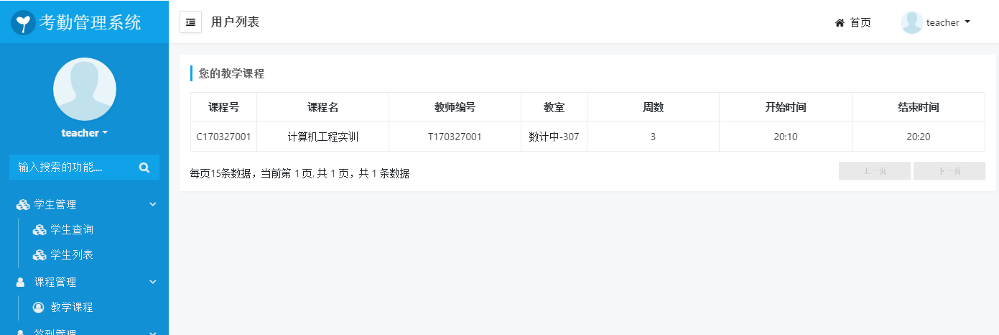 考勤管理系统
用户列表
首页
teacher
teacher
输入搜索的功能....
学生管理
学生查询
学生列表
课程管理
教学课程
签到管理
您的教学课程
课程号 课程名 教师编号 教室 周数 开始时间 结束时间
C170327001 计算机工程实训 T170327001 数计中-307 3 20:10 20:20
每页15条数据，当前第 1 页, 共 1 页，共 1 条数据
上一页 下一页